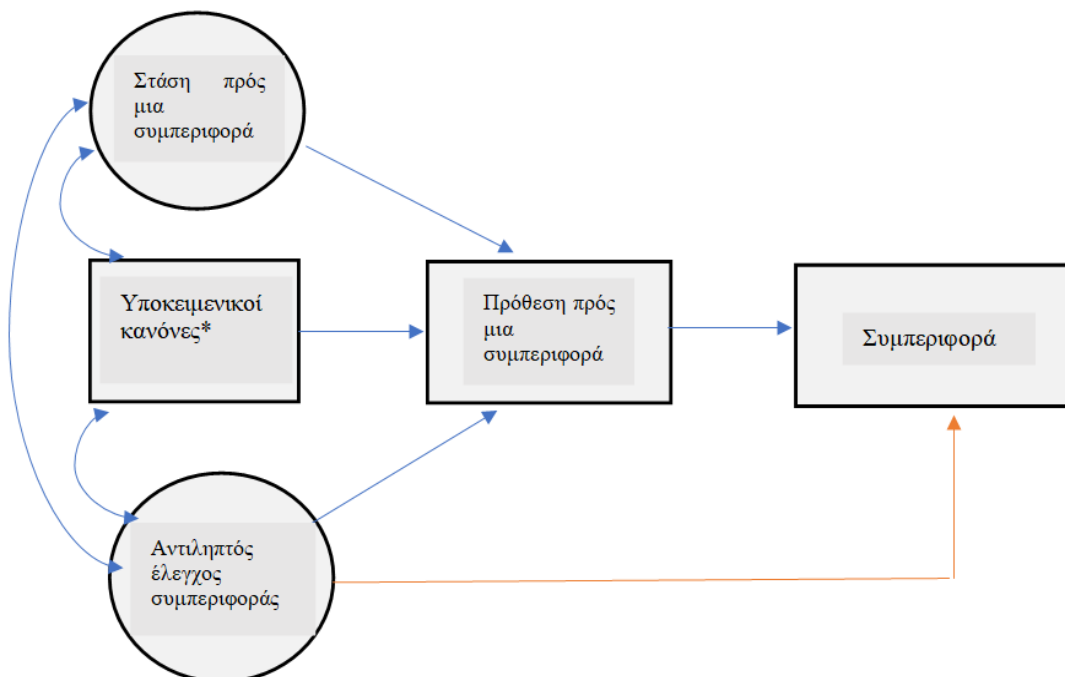 Στάση πρός
μια
συμπεριφορά
Υποκειμενικοί
κανόνες*
Πρόθεση πρός
μια
συμπεριφορά
Συμπεριφορά
Αντιληπτός
έλεγχος
συμπεριφοράς